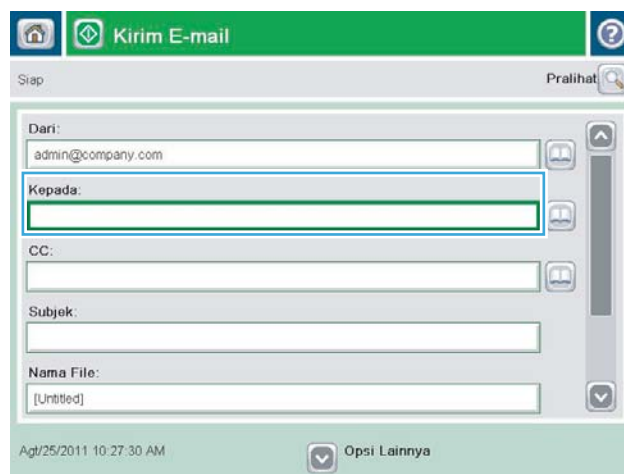 Kirim E-mail
?
Siap
Pralihat
Dari:
admin@company.com
Kepada:
CC:
Subjek:
Nama File:
[Untitled]
Agt/25/2011 10:27:30 AM
Opsi Lainnya